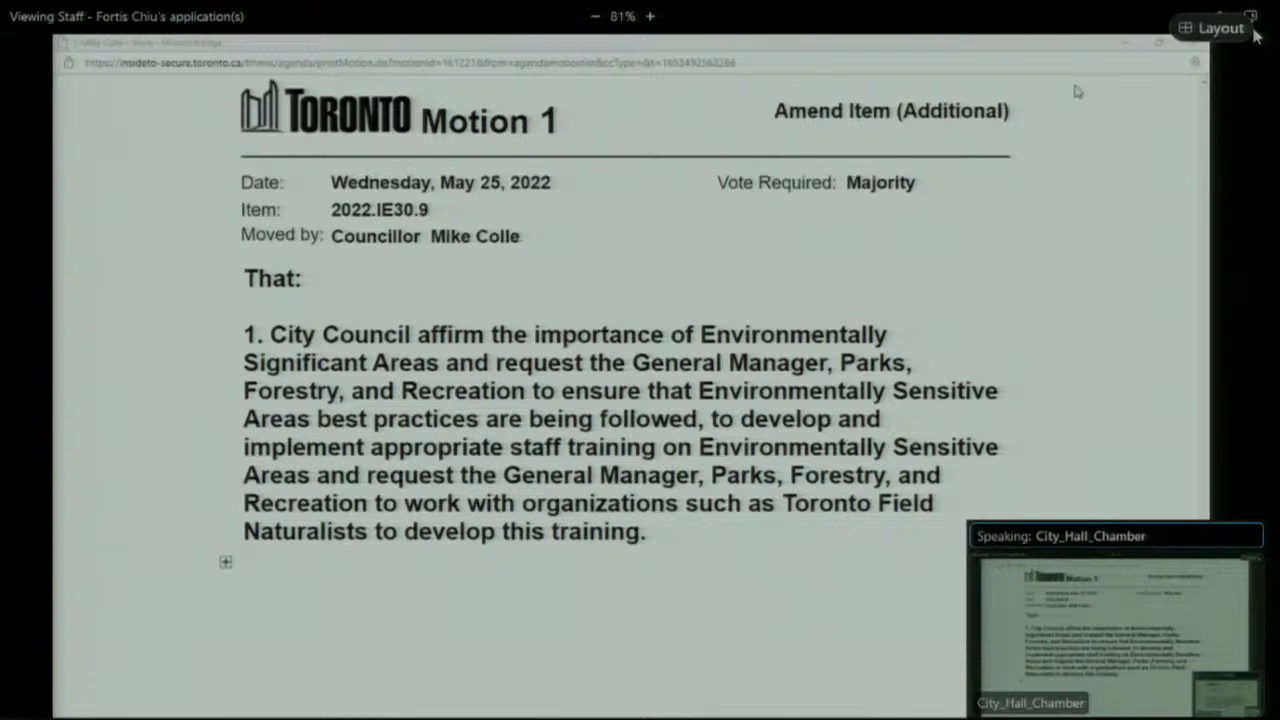 Viewing Staff - Fortis Chiu's application(s)
− 81% +
Layout
TORONTO Motion 1
Amend Item (Additional)
Date: Wednesday, May 25, 2022
Vote Required: Majority
Item: 2022.IE30.9
Moved by: Councillor Mike Colle
That:
1. City Council affirm the importance of Environmentally
Significant Areas and request the General Manager, Parks,
Forestry, and Recreation to ensure that Environmentally Sensitive
Areas best practices are being followed, to develop and
implement appropriate staff training on Environmentally Sensitive
Areas and request the General Manager, Parks, Forestry, and
Recreation to work with organizations such as Toronto Field
Naturalists to develop this training.
Speaking: City_Hall_Chamber
Motion 1
City_Hall_Chamber